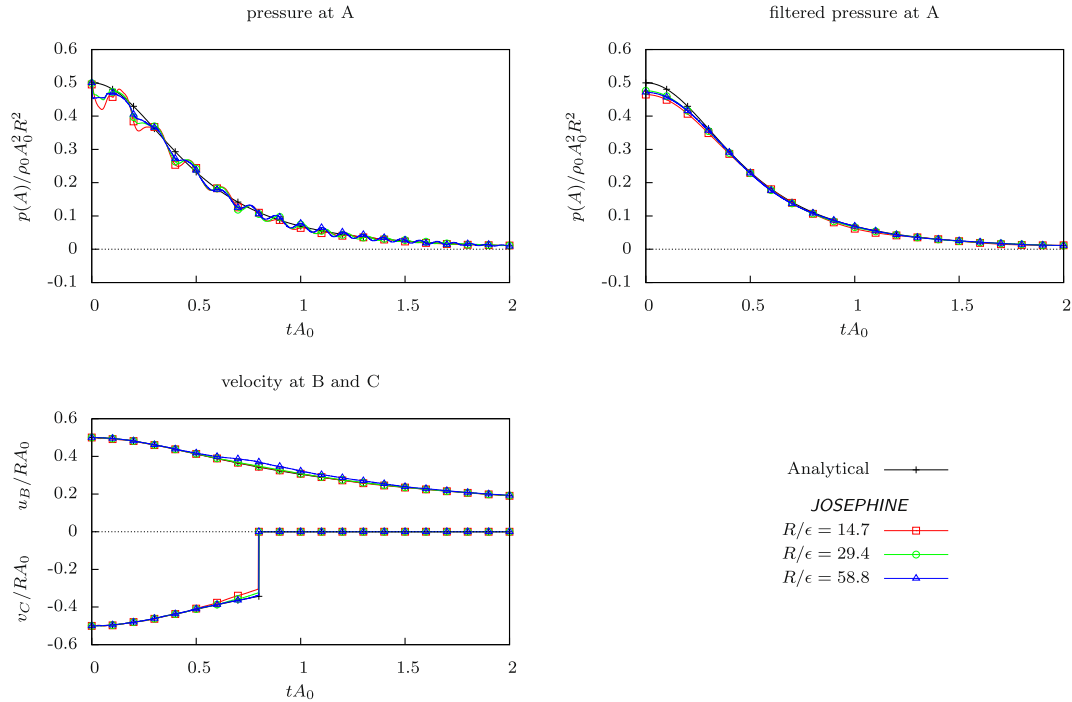 pressure at A
0.6
0.5
0.4
0.3
0.2
0.1
0
-0.1
p(A)/ρ₀A₀²R²
0 0.5 1 1.5 2
tA₀
filtered pressure at A
0.6
0.5
0.4
0.3
0.2
0.1
0
-0.1
p(A)/ρ₀A₀²R²
0 0.5 1 1.5 2
tA₀
velocity at B and C
0.6
0.4
0.2
0
-0.2
-0.4
-0.6
u_B/RA₀
v_C/RA₀
0 0.5 1 1.5 2
tA₀
Analytical
JOSEPHINE
R/ϵ = 14.7
R/ϵ = 29.4
R/ϵ = 58.8